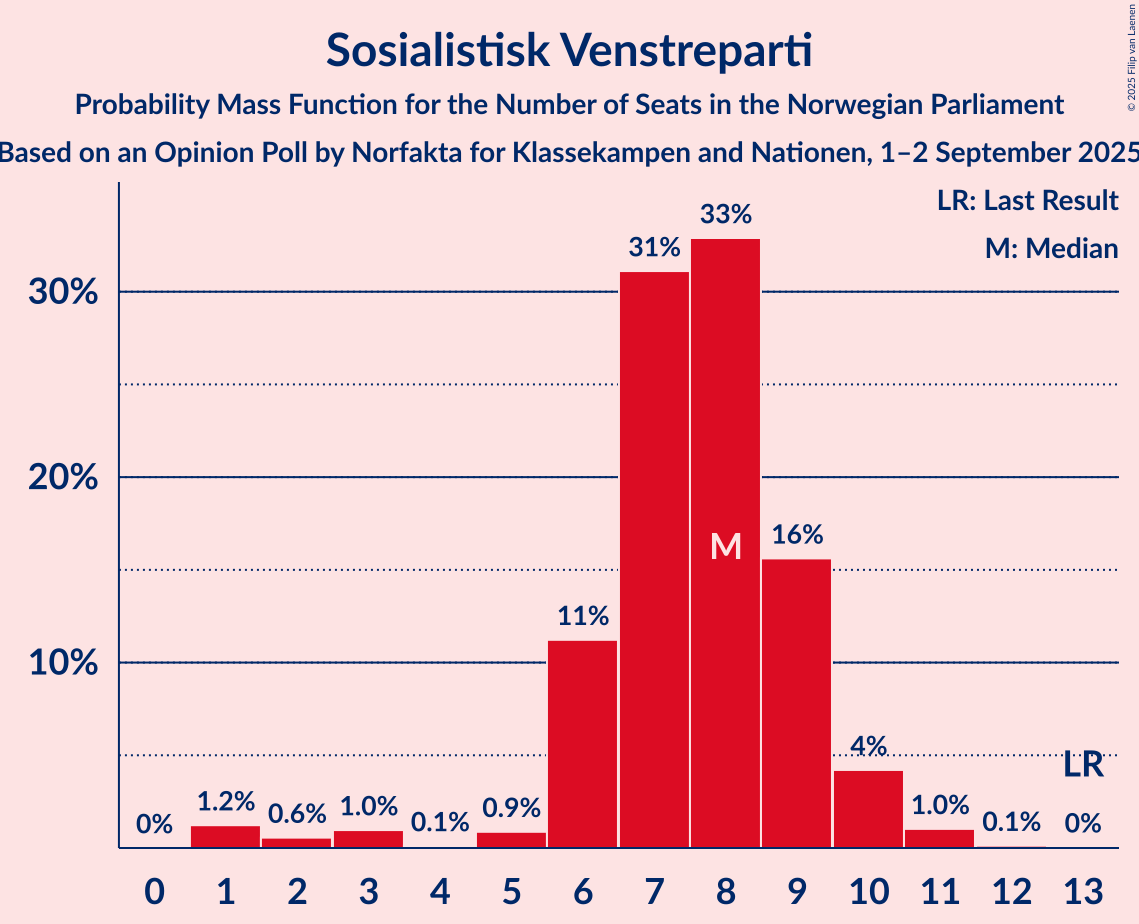 Sosialistisk Venstreparti
Probability Mass Function for the Number of Seats in the Norwegian Parliament
Based on an Opinion Poll by Norfakta for Klassekampen and Nationen, 1–2 September 2025
© 2025 Filip van Laenen
LR: Last Result
M: Median
30%
20%
10%
0%
1.2%
0.6%
1.0%
0.1%
0.9%
11%
31%
33%
16%
4%
1.0%
0.1%
0%
M
LR
0 1 2 3 4 5 6 7 8 9 10 11 12 13